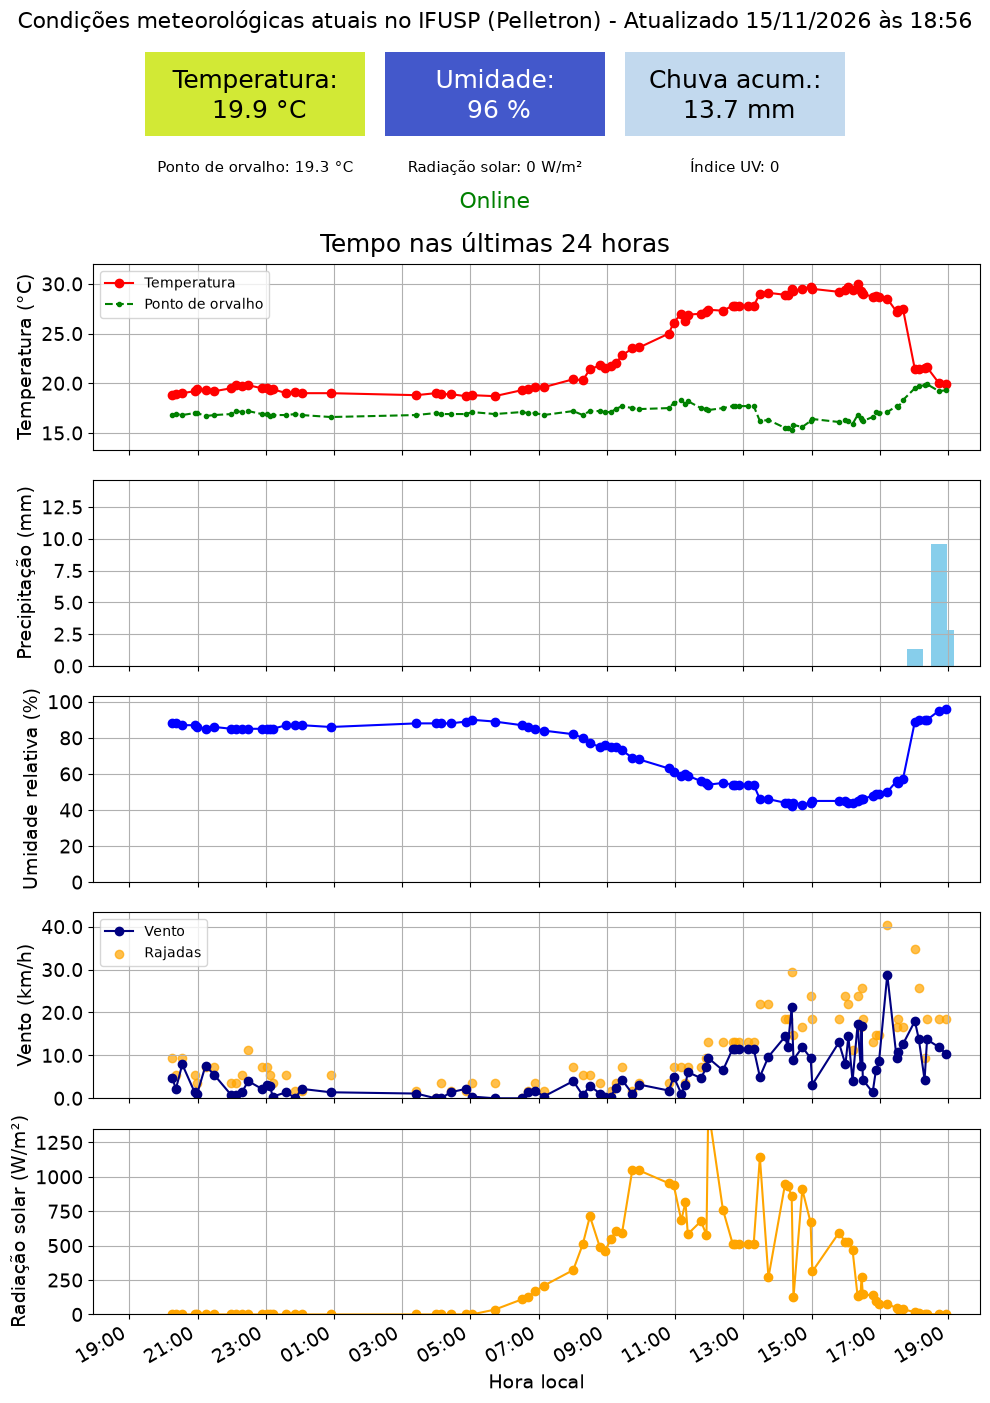 Condições meteorológicas atuais no IFUSP (Pelletron) - Atualizado 15/11/2026 às 18:56
Temperatura:
19.9 °C
Umidade:
96 %
Chuva acum.:
13.7 mm
Ponto de orvalho: 19.3 °C
Radiação solar: 0 W/m²
Índice UV: 0
Online
Tempo nas últimas 24 horas
Temperatura (°C)
30.0
25.0
20.0
15.0
Temperatura
Ponto de orvalho
Precipitação (mm)
12.5
10.0
7.5
5.0
2.5
0.0
Umidade relativa (%)
100
80
60
40
20
0
Vento (km/h)
40.0
30.0
20.0
10.0
0.0
Vento
Rajadas
Radiação solar (W/m²)
1250
1000
750
500
250
0
19:00
21:00
23:00
01:00
03:00
05:00
07:00
09:00
11:00
13:00
15:00
17:00
19:00
Hora local